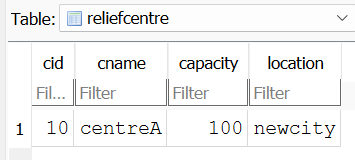 Table: reliefcentre
cid cname capacity location
Fil... Filter Filter Filter
1 10 centreA 100 newcity